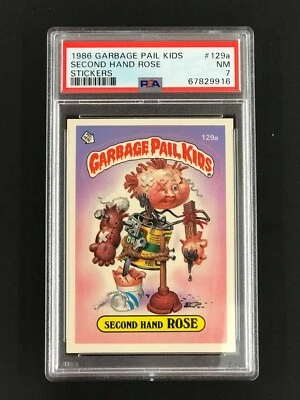 1986 GARBAGE PAIL KIDS #129a
SECOND HAND ROSE NM
STICKERS PSA 7
67829916
129a
GARBAGE PAIL KIDS
SECOND HAND ROSE